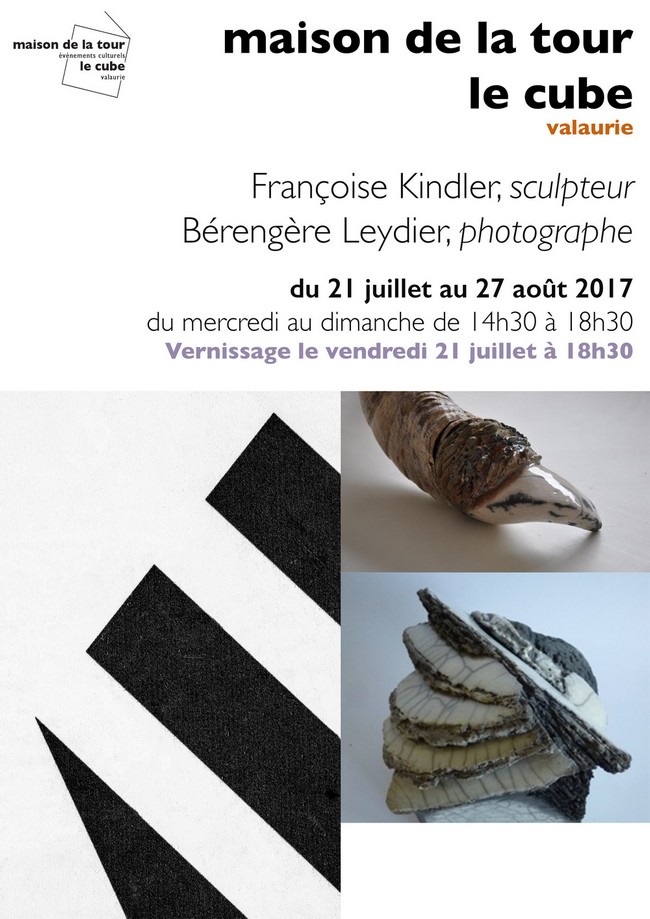 maison de la tour
événements culturels
le cube
valaurie
maison de la tour
le cube
valaurie
Françoise Kindler, sculpteur
Bérengère Leydier, photographe
du 21 juillet au 27 août 2017
du mercredi au dimanche de 14h30 à 18h30
Vernissage le vendredi 21 juillet à 18h30